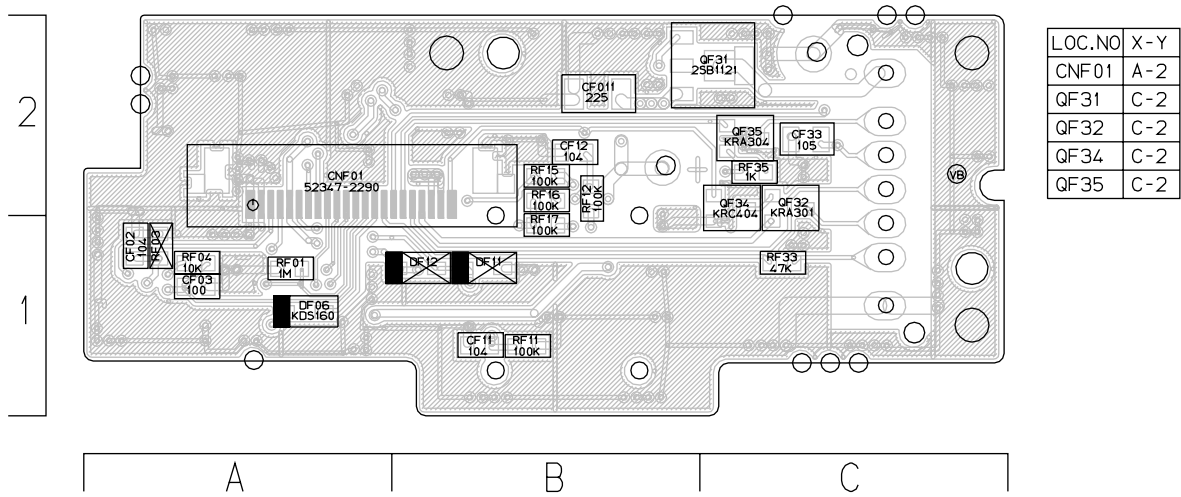 LOC.NO X-Y
CNF01 A-2
QF31 C-2
QF32 C-2
QF34 C-2
QF35 C-2
2
1
QF31
2SB1121
CF011
225
QF35
KRA304
CF33
105
CF12
104
RF35
1K
RF15
100K
RF16
100K
RF17
100K
RF12
100K
CNF01
52347-2290
VB
QF34
KRC404
QF32
KRA301
CF02
104
RF03
RF04
10K
CF03
100
RF01
1M
DF12
DF11
RF33
47K
DF06
KDS160
CF11
104
RF11
100K
A
B
C